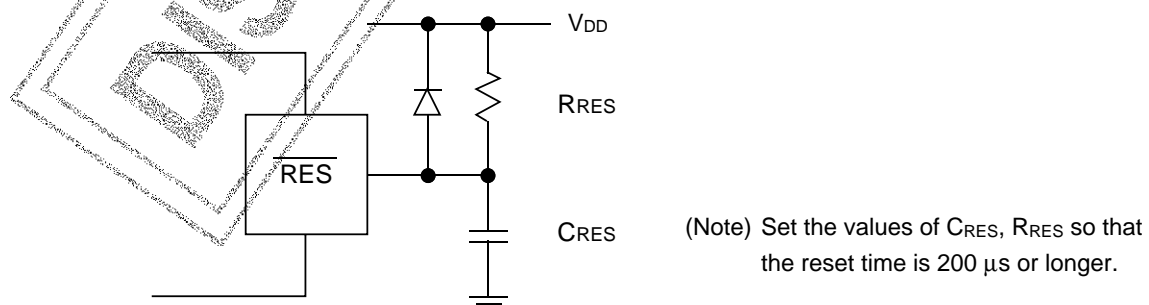 DIS
VDD
RRES
RES
CRES
(Note) Set the values of CRES, RRES so that
the reset time is 200 μs or longer.